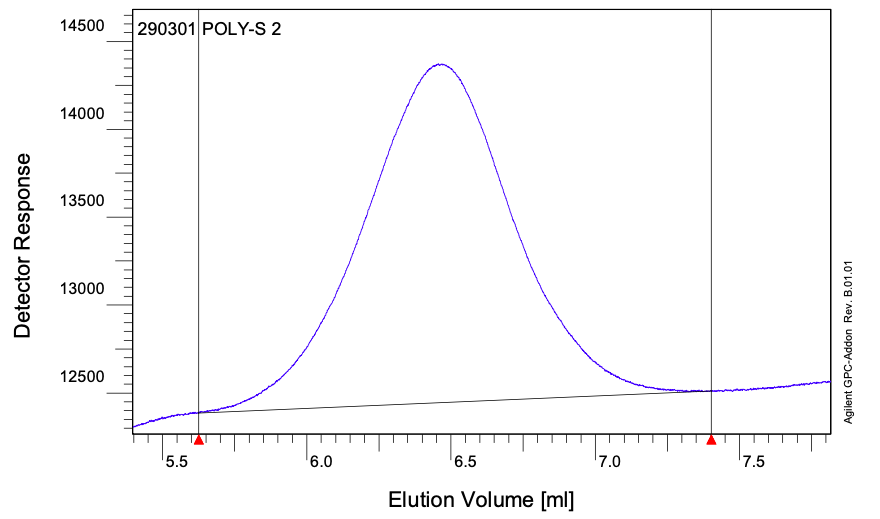 290301 POLY-S 2
14500
14000
13500
13000
12500
Detector Response
5.5
6.0
6.5
7.0
7.5
Elution Volume [ml]
Agilent GPC-Addon Rev. B.01.01